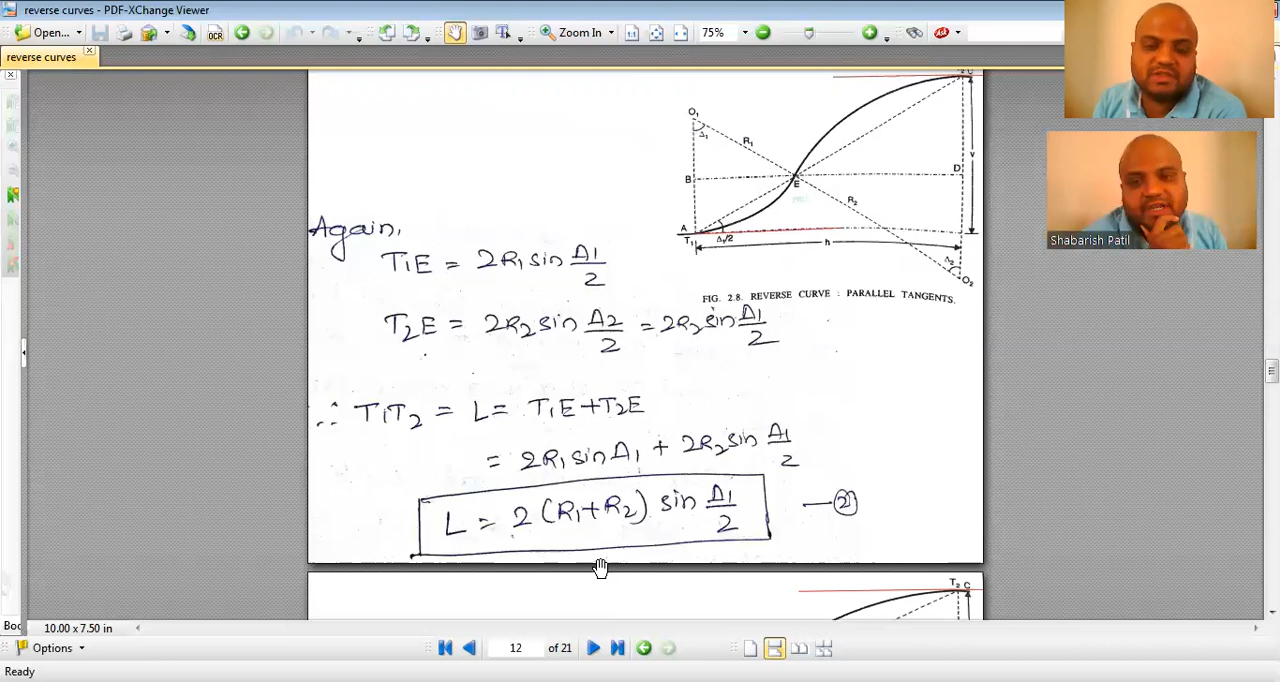 reverse curves - PDF-XChange Viewer
Open...
OCR
Zoom In
75%
reverse curves
O1
Δ1
R1
B
E
D
v
R2
A
T1
Δ1/2
h
Δ2
O2
FIG. 2.8. REVERSE CURVE : PARALLEL TANGENTS.
Again,
T1E = 2R1 sin Δ1/2
T2E = 2R2 sin Δ2/2 = 2R2 sin Δ1/2
∴ T1T2 = L = T1E + T2E
= 2R1 sin Δ1 + 2R2 sin Δ1/2
L = 2 (R1+R2) sin Δ1/2 — ②
T2 C
Shabarish Patil
10.00 x 7.50 in
Options
12
of 21
Ready